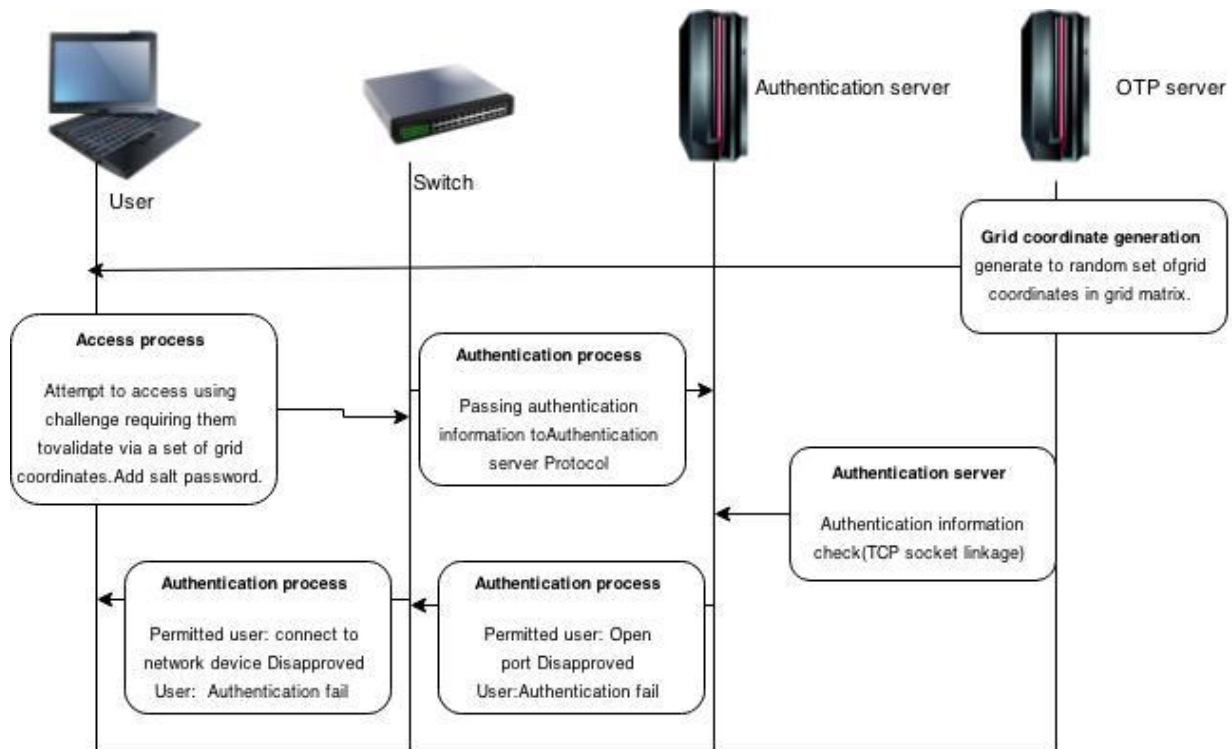 Authentication server
OTP server
User
Switch
Grid coordinate generation
generate to random set ofgrid
coordinates in grid matrix.
Access process
Attempt to access using
challenge requiring them
tovalidate via a set of grid
coordinates.Add salt password.
Authentication process
Passing authentication
information toAuthentication
server Protocol
Authentication server
Authentication information
check(TCP socket linkage)
Authentication process
Permitted user: connect to
network device Disapproved
User: Authentication fail
Authentication process
Permitted user: Open
port Disapproved
User:Authentication fail